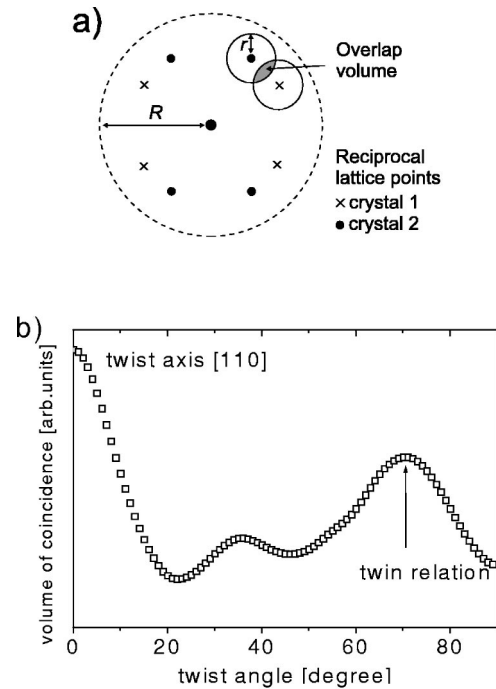 a)
r
Overlap
volume
R
Reciprocal
lattice points
× crystal 1
● crystal 2
b)
twist axis [110]
volume of coincidence [arb.units]
twin relation
0 20 40 60 80
twist angle [degree]